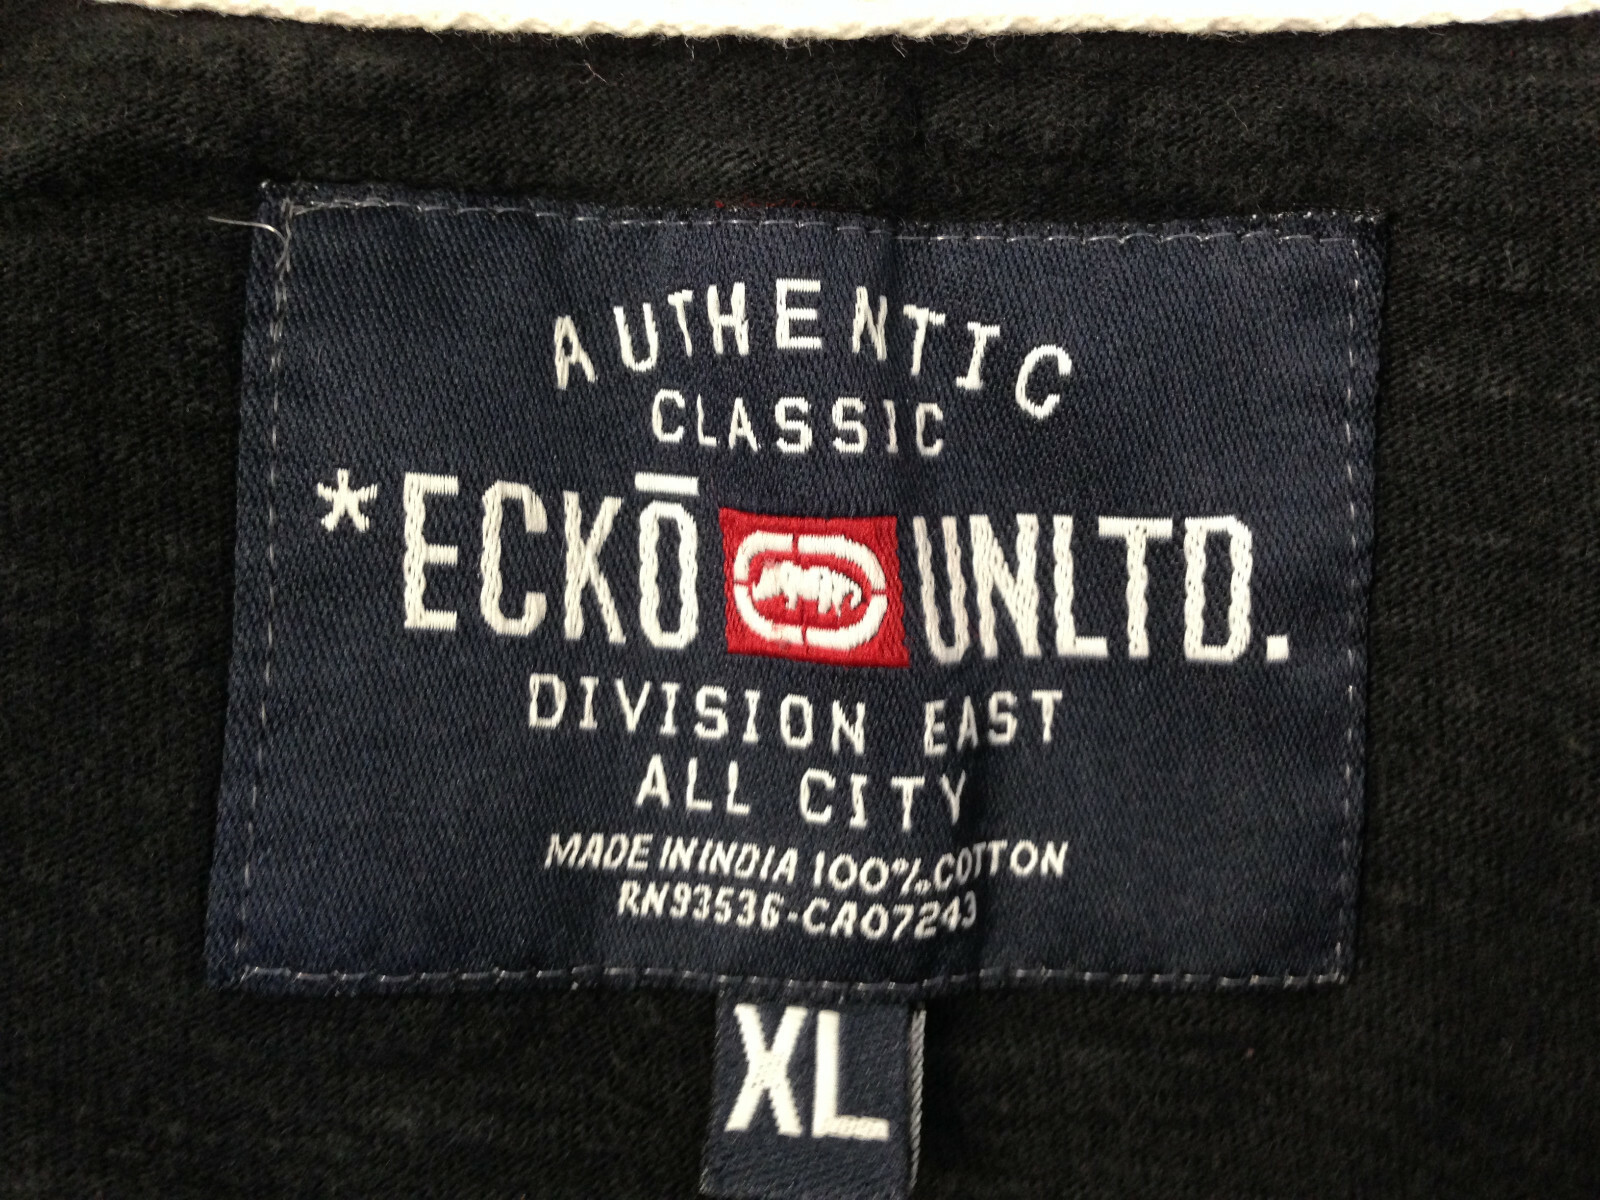 AUTHENTIC
CLASSIC
*ECKŌ UNLTD.
DIVISION EAST
ALL CITY
MADE IN INDIA 100% COTTON
RN93536-CA07243
XL